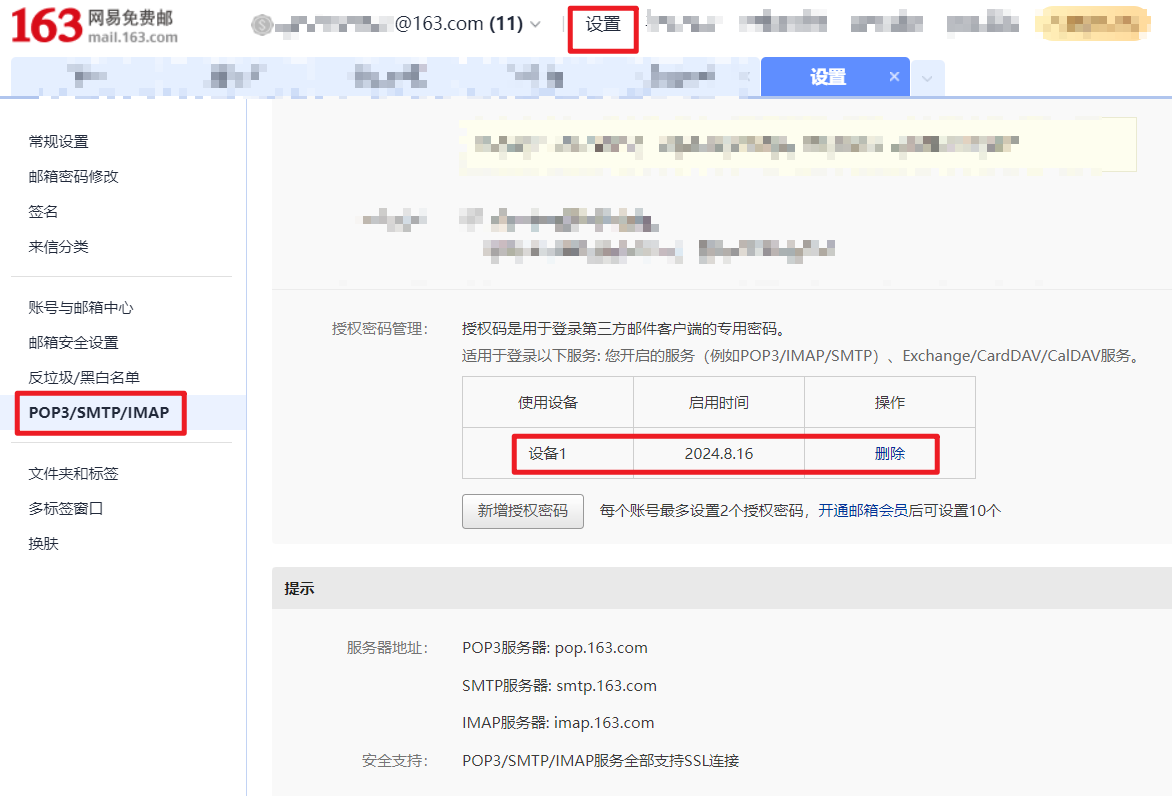 163 网易免费邮
mail.163.com
@163.com (11)
设置
设置 ×
常规设置
邮箱密码修改
签名
来信分类
账号与邮箱中心
邮箱安全设置
反垃圾/黑白名单
POP3/SMTP/IMAP
文件夹和标签
多标签窗口
换肤
授权密码管理: 授权码是用于登录第三方邮件客户端的专用密码。
适用于登录以下服务: 您开启的服务（例如POP3/IMAP/SMTP）、Exchange/CardDAV/CalDAV服务。
使用设备 启用时间 操作
设备1 2024.8.16 删除
新增授权密码 每个账号最多设置2个授权密码，开通邮箱会员后可设置10个
提示
服务器地址: POP3服务器: pop.163.com
SMTP服务器: smtp.163.com
IMAP服务器: imap.163.com
安全支持: POP3/SMTP/IMAP服务全部支持SSL连接